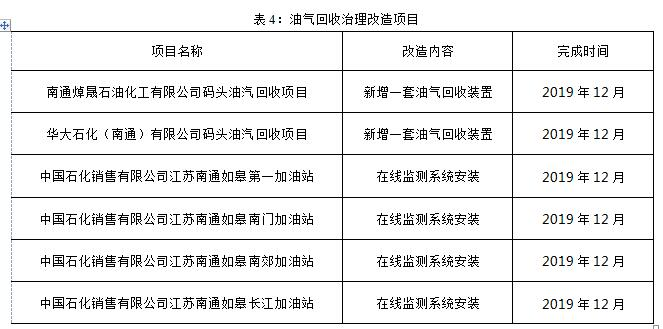 表 4：油气回收治理改造项目
项目名称 改造内容 完成时间
南通焯晟石油化工有限公司码头油汽回收项目 新增一套油气回收装置 2019 年 12 月
华大石化（南通）有限公司码头油汽回收项目 新增一套油气回收装置 2019 年 12 月
中国石化销售有限公司江苏南通如皋第一加油站 在线监测系统安装 2019 年 12 月
中国石化销售有限公司江苏南通如皋南门加油站 在线监测系统安装 2019 年 12 月
中国石化销售有限公司江苏南通如皋南郊加油站 在线监测系统安装 2019 年 12 月
中国石化销售有限公司江苏南通如皋长江加油站 在线监测系统安装 2019 年 12 月